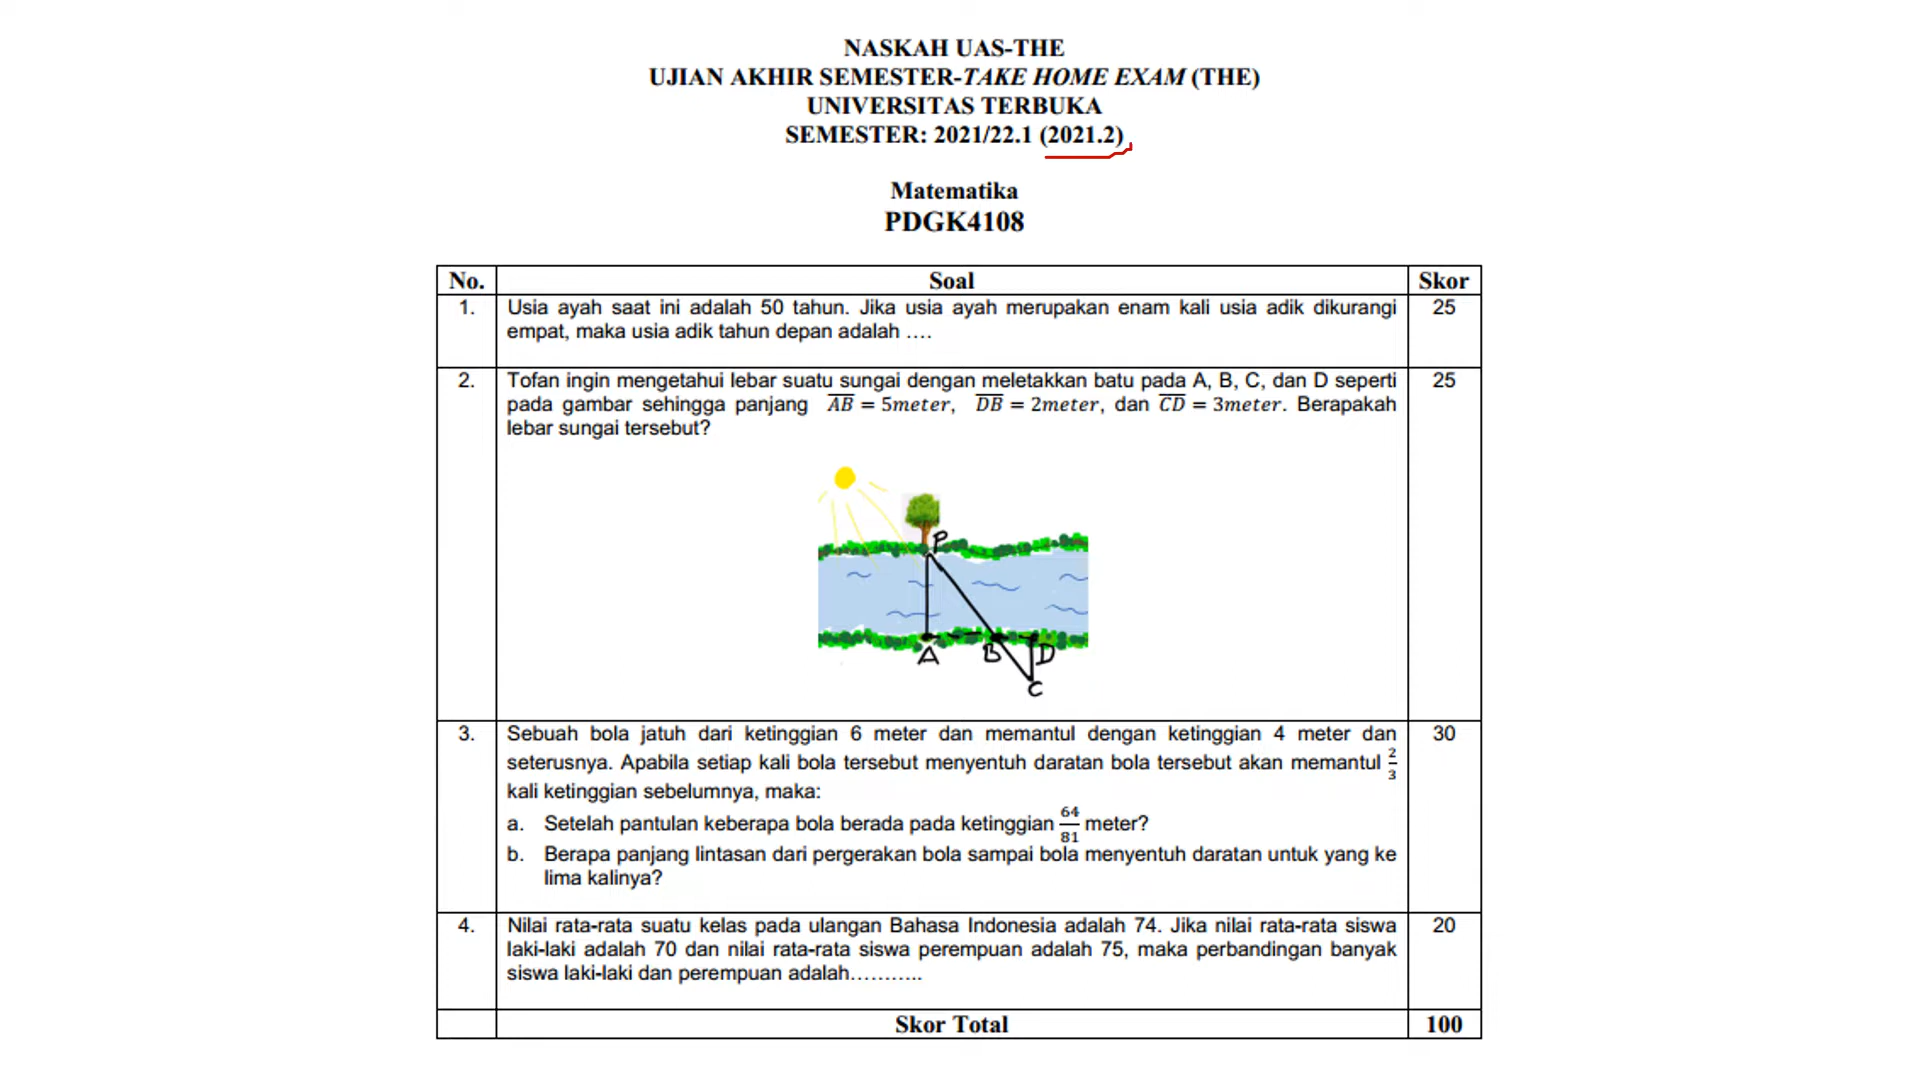 NASKAH UAS-THE
UJIAN AKHIR SEMESTER-TAKE HOME EXAM (THE)
UNIVERSITAS TERBUKA
SEMESTER: 2021/22.1 (2021.2)
Matematika
PDGK4108
No. Soal Skor
1. Usia ayah saat ini adalah 50 tahun. Jika usia ayah merupakan enam kali usia adik dikurangi 25
empat, maka usia adik tahun depan adalah ….
2. Tofan ingin mengetahui lebar suatu sungai dengan meletakkan batu pada A, B, C, dan D seperti 25
pada gambar sehingga panjang A̅B̅ = 5meter, D̅B̅ = 2meter, dan C̅D̅ = 3meter. Berapakah
lebar sungai tersebut?
P
A B D
C
3. Sebuah bola jatuh dari ketinggian 6 meter dan memantul dengan ketinggian 4 meter dan 30
seterusnya. Apabila setiap kali bola tersebut menyentuh daratan bola tersebut akan memantul 2/3
kali ketinggian sebelumnya, maka:
a. Setelah pantulan keberapa bola berada pada ketinggian 64/81 meter?
b. Berapa panjang lintasan dari pergerakan bola sampai bola menyentuh daratan untuk yang ke
lima kalinya?
4. Nilai rata-rata suatu kelas pada ulangan Bahasa Indonesia adalah 74. Jika nilai rata-rata siswa 20
laki-laki adalah 70 dan nilai rata-rata siswa perempuan adalah 75, maka perbandingan banyak
siswa laki-laki dan perempuan adalah………..
Skor Total 100